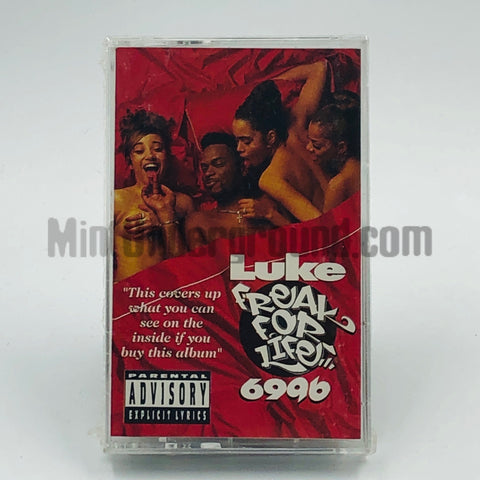 MintUnderground.com
Luke
FREAK
FOR
LIFE!...
6996
"This covers up
what you can
see on the
inside if you
buy this album"
PARENTAL
ADVISORY
EXPLICIT LYRICS